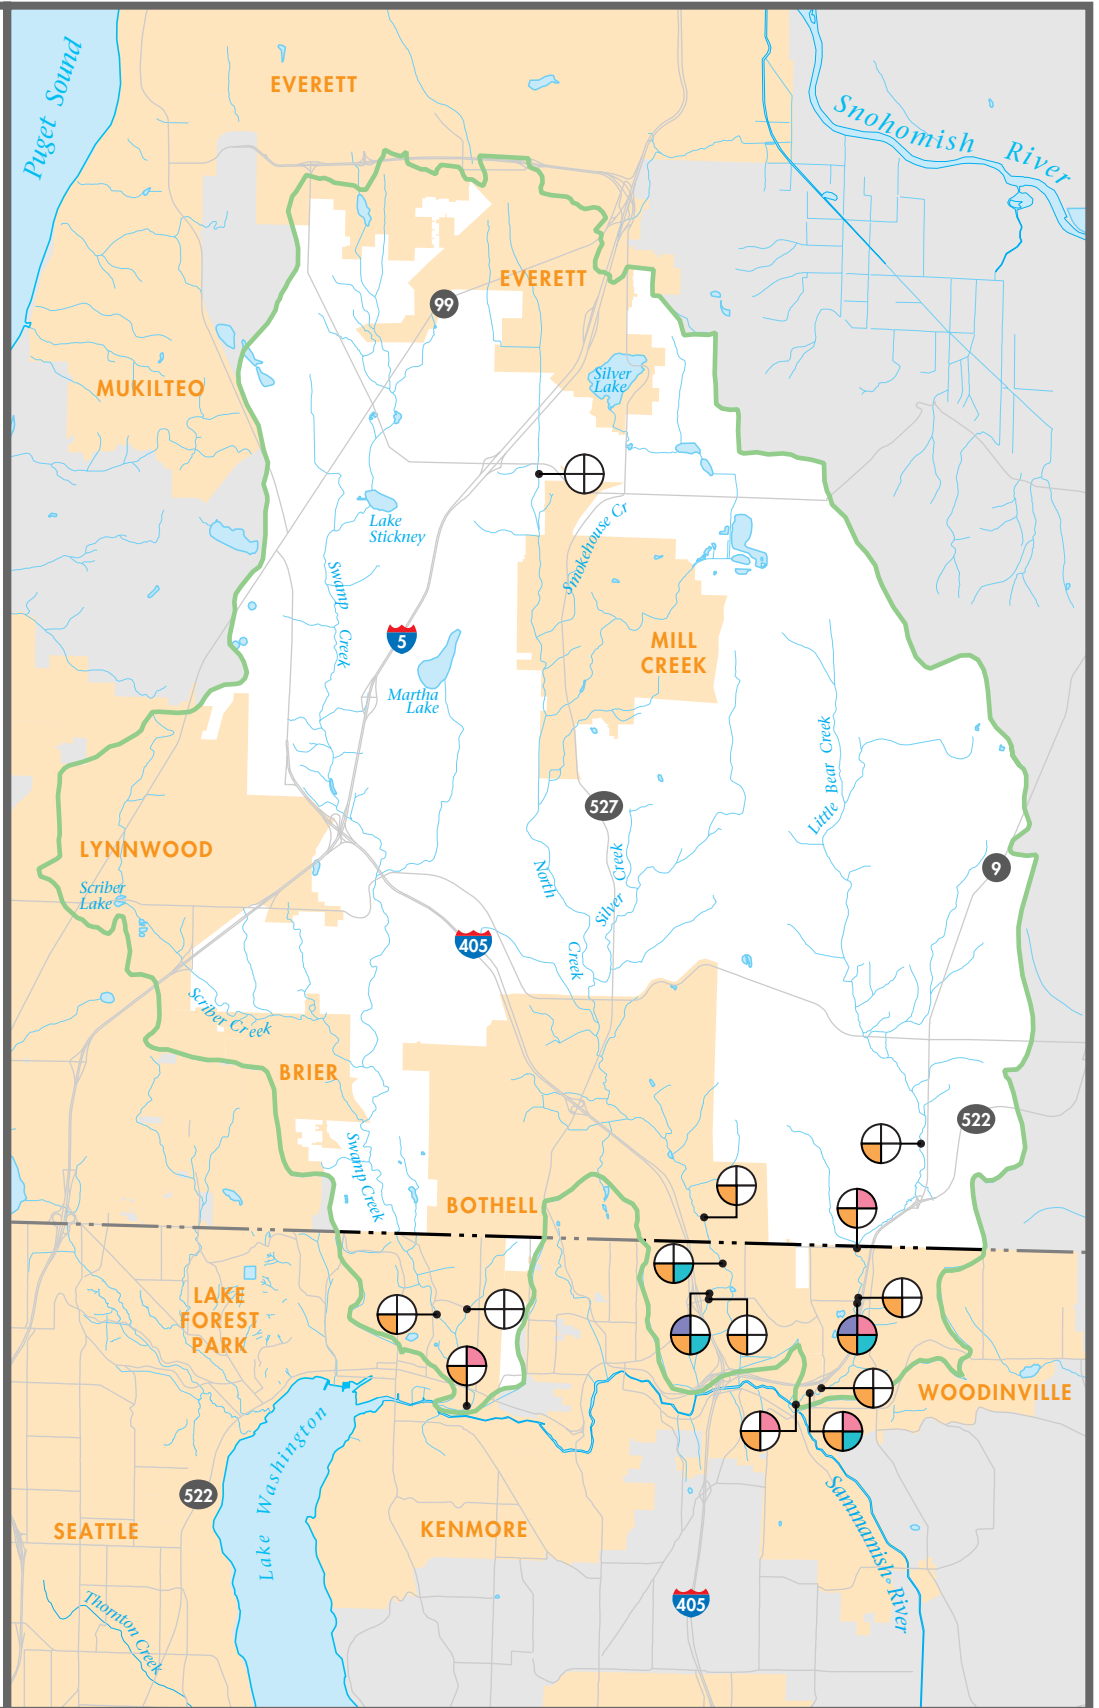 Puget Sound
EVERETT
Snohomish River
EVERETT
99
MUKILTEO
Silver
Lake
Lake
Stickney
Smokehouse Cr
Swamp
Creek
5
MILL
CREEK
Martha
Lake
Little Bear Creek
527
LYNNWOOD
North
Creek
Silver
Creek
9
Scriber
Lake
405
Scriber Creek
BRIER
522
Swamp Creek
BOTHELL
LAKE
FOREST
PARK
WOODINVILLE
Lake Washington
522
SEATTLE
KENMORE
Sammamish River
405
Thornton Creek